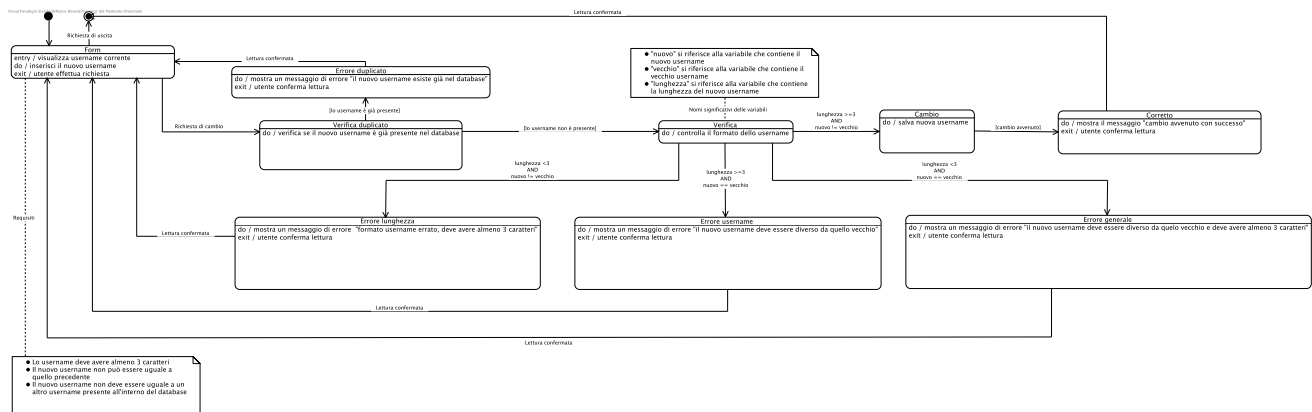 Lettura confermata
Richiesta di uscita
Form
entry / visualizza username corrente
do / inserisci il nuovo username
exit / utente effettua richiesta
Lettura confermata
Errore duplicato
do / mostra un messaggio di errore "il nuovo username esiste già nel database"
exit / utente conferma lettura
● "nuovo" si riferisce alla variabile che contiene il
nuovo username
● "vecchio" si riferisce alla variabile che contiene il
vecchio username
● "lunghezza" si riferisce alla variabile che contiene
la lunghezza del nuovo username
Nomi significativi delle variabili
[lo username è già presente]
Richiesta di cambio
Verifica duplicato
do / verifica se il nuovo username è già presente nel database
[lo username non è presente]
Verifica
do / controlla il formato dello username
lunghezza >=3
AND
nuovo != vecchio
Cambio
do / salva nuova username
[cambio avvenuto]
Corretto
do / mostra il messaggio "cambio avvenuto con successo"
exit / utente conferma lettura
lunghezza <3
AND
nuovo != vecchio
lunghezza >=3
AND
nuovo == vecchio
lunghezza <3
AND
nuovo == vecchio
Requisiti
Lettura confermata
Errore lunghezza
do / mostra un messaggio di errore "formato username errato, deve avere almeno 3 caratteri"
exit / utente conferma lettura
Errore username
do / mostra un messaggio di errore "il nuovo username deve essere diverso da quello vecchio"
exit / utente conferma lettura
Errore generale
do / mostra un messaggio di errore "il nuovo username deve essere diverso da quelo vecchio e deve avere almeno 3 caratteri"
exit / utente conferma lettura
Lettura confermata
Lettura confermata
● Lo username deve avere almeno 3 caratteri
● Il nuovo username non può essere uguale a
quello precedente
● Il nuovo username non deve essere uguale a un
altro username presente all'interno del database